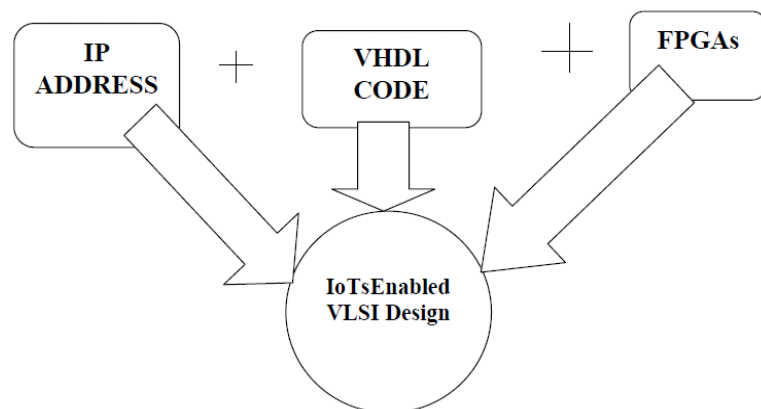 IP
ADDRESS
VHDL
CODE
FPGAs
IoTsEnabled
VLSI Design